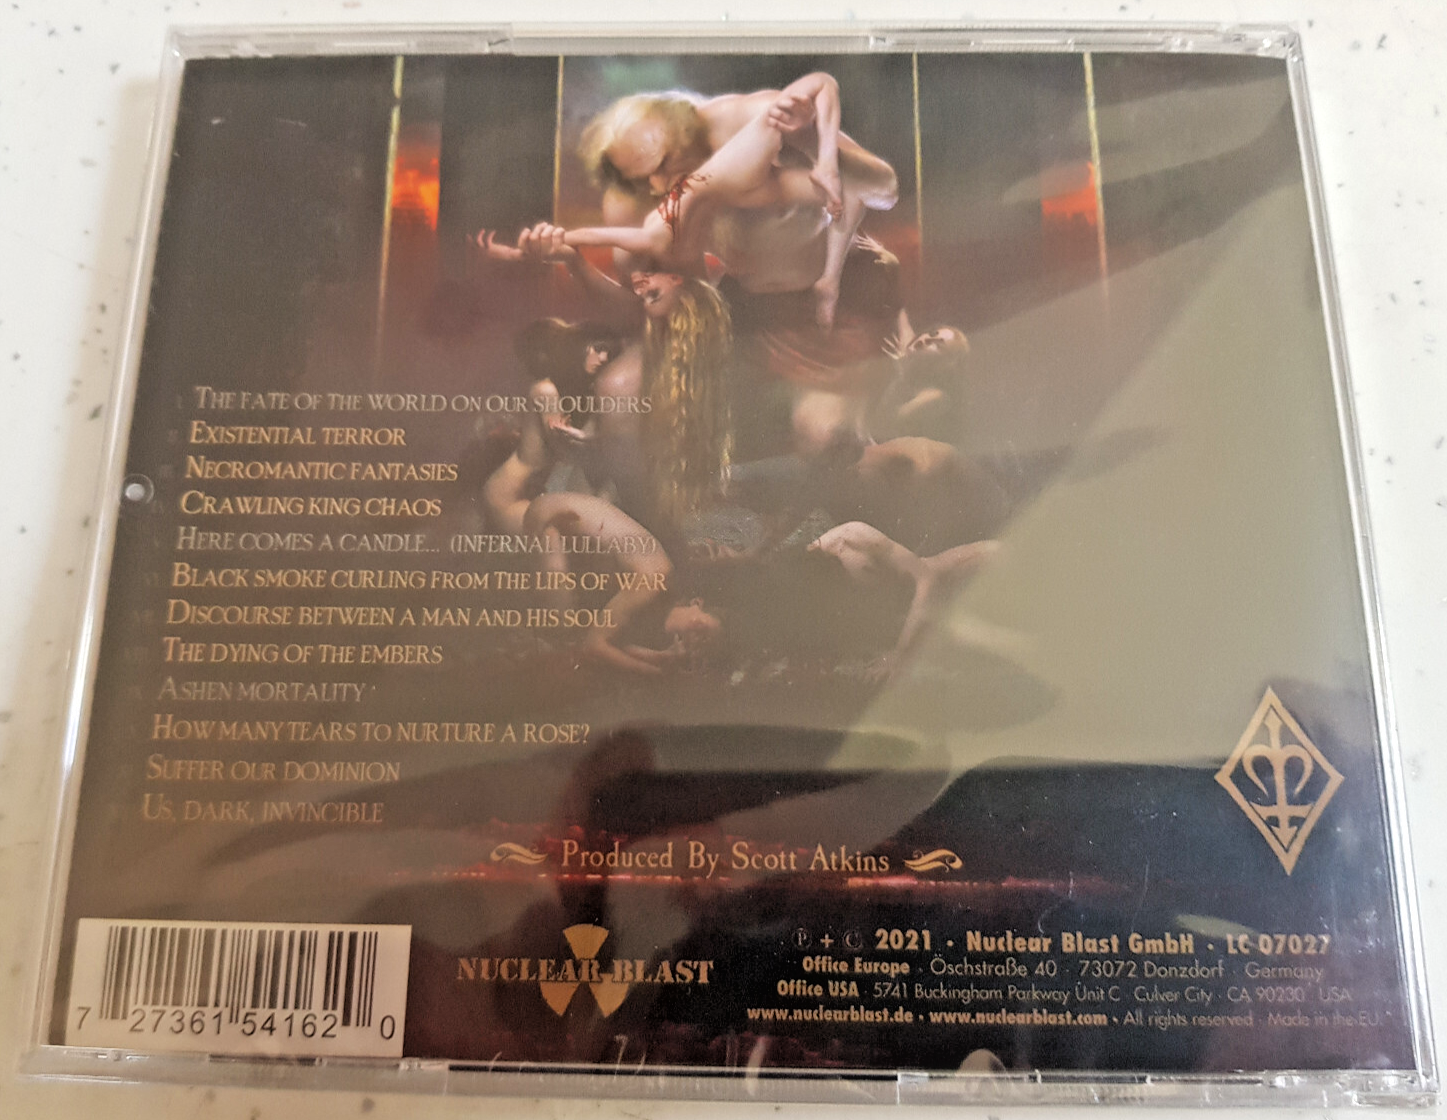 THE FATE OF THE WORLD ON OUR SHOULDERS
EXISTENTIAL TERROR
NECROMANTIC FANTASIES
CRAWLING KING CHAOS
HERE COMES A CANDLE... (INFERNAL LULLABY)
BLACK SMOKE CURLING FROM THE LIPS OF WAR
DISCOURSE BETWEEN A MAN AND HIS SOUL
THE DYING OF THE EMBERS
ASHEN MORTALITY
HOW MANY TEARS TO NURTURE A ROSE?
SUFFER OUR DOMINION
US, DARK, INVINCIBLE
Produced By Scott Atkins
7 27361 54162 0
NUCLEAR BLAST
℗ + © 2021 · Nuclear Blast GmbH · LC 07027
Office Europe · Öschstraße 40 · 73072 Donzdorf · Germany
Office USA · 5741 Buckingham Parkway Unit C · Culver City · CA 90230 · USA
www.nuclearblast.de · www.nuclearblast.com · All rights reserved · Made in the EU.